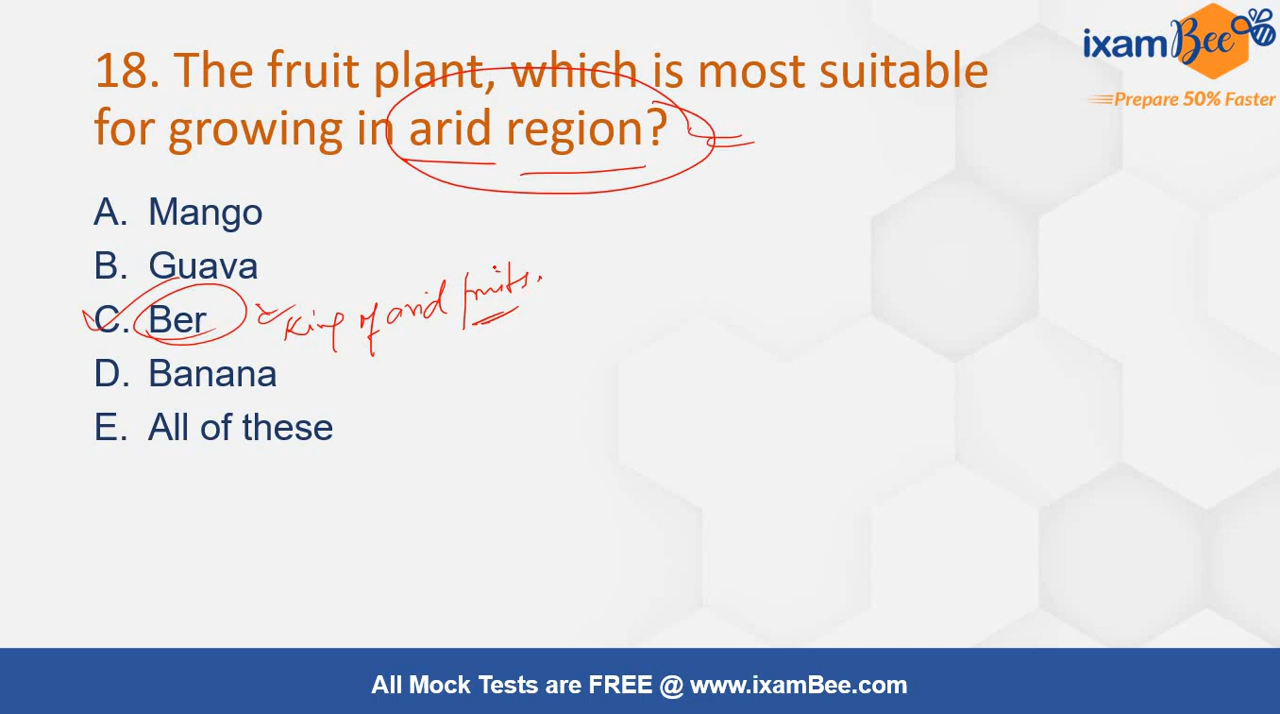 ixamBee
Prepare 50% Faster
18. The fruit plant, which is most suitable
for growing in arid region?
A. Mango
B. Guava
C. Ber
King of arid fruits.
D. Banana
E. All of these
All Mock Tests are FREE @ www.ixamBee.com